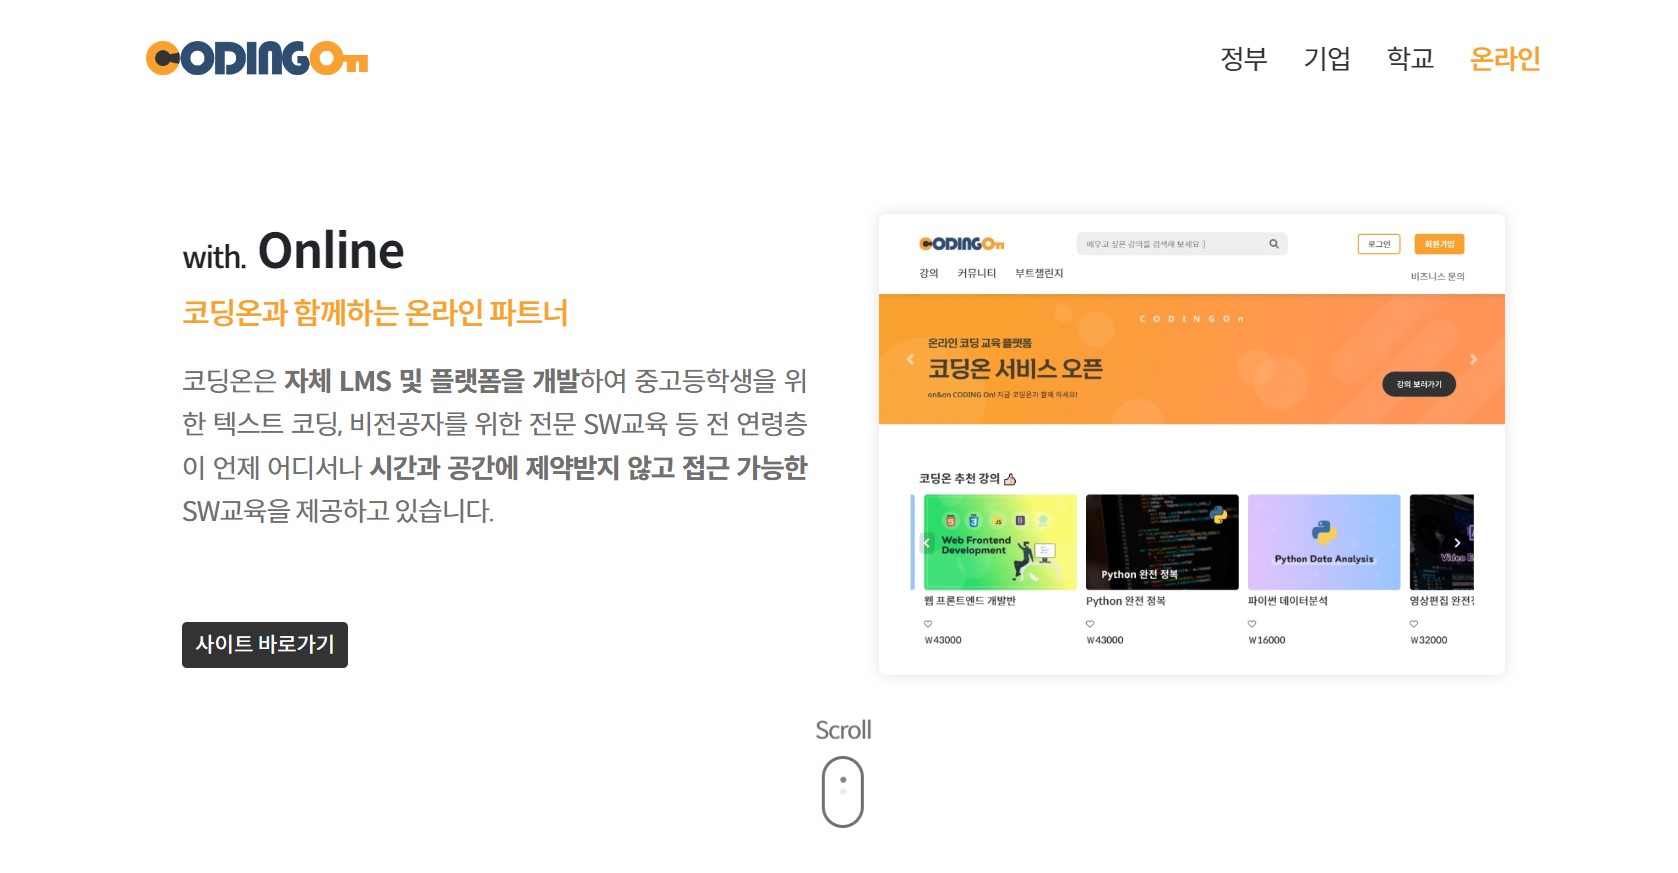 CODINGOn
정부 기업 학교 온라인
with. Online
코딩온과 함께하는 온라인 파트너
코딩온은 자체 LMS 및 플랫폼을 개발하여 중고등학생을 위
한 텍스트 코딩, 비전공자를 위한 전문 SW교육 등 전 연령층
이 언제 어디서나 시간과 공간에 제약받지 않고 접근 가능한
SW교육을 제공하고 있습니다.
사이트 바로가기
CODINGOn
배우고 싶은 강의를 검색해 보세요 :)
로그인
회원가입
강의 커뮤니티 부트챌린지
비즈니스 문의
CODINGOn
온라인 코딩 교육 플랫폼
코딩온 서비스 오픈
on&on CODING On! 지금 코딩온과 함께 하세요!
강의 보러가기
코딩온 추천 강의 👍
JS
Web Frontend
Development
Python 완전 정복
Python Data Analysis
웹 프론트엔드 개발반
Python 완전 정복
파이썬 데이터분석
영상편집 완전
₩43000
₩43000
₩16000
₩32000
Scroll